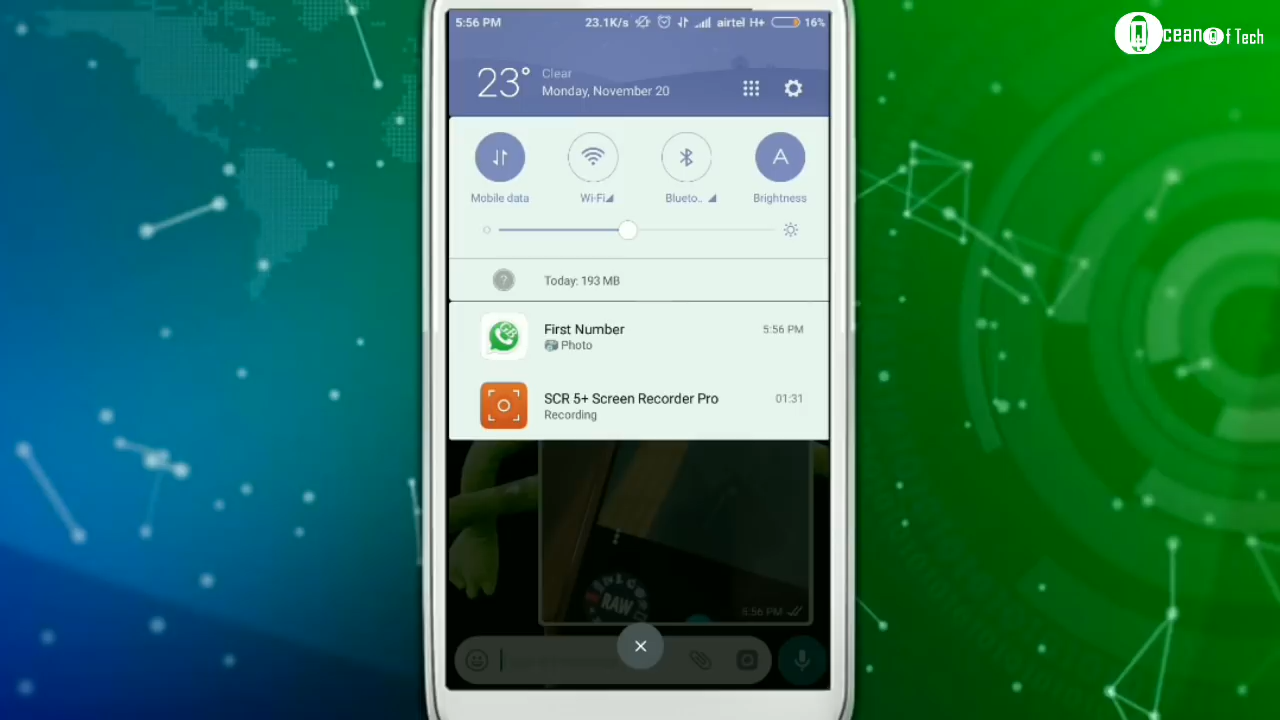 5:56 PM 23.1K/s airtel H+ 16%
Ocean Of Tech
23° Clear
Monday, November 20
A
Mobile data Wi-Fi Blueto.. Brightness
? Today: 193 MB
GB First Number 5:56 PM
Photo
SCR 5+ Screen Recorder Pro 01:31
Recording
RAW
5:56 PM